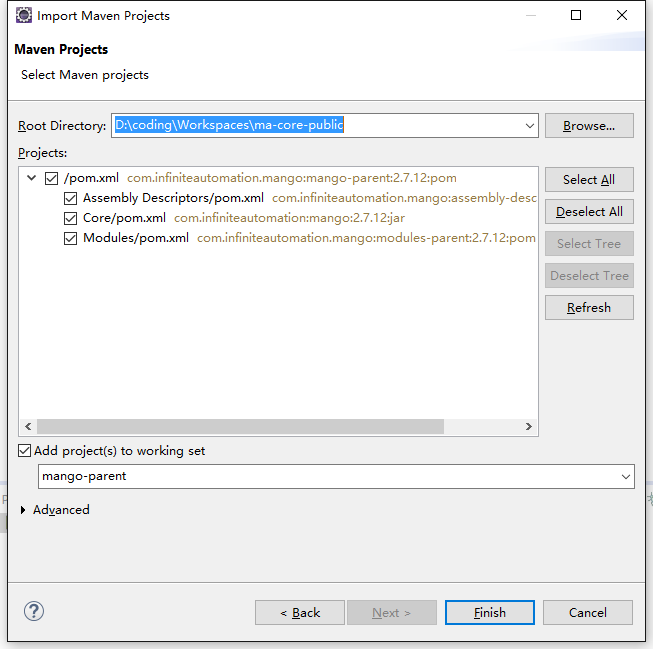 Import Maven Projects
Maven Projects
Select Maven projects
Root Directory: D:\coding\Workspaces\ma-core-public Browse...
Projects:
/pom.xml com.infiniteautomation.mango:mango-parent:2.7.12:pom
Assembly Descriptors/pom.xml com.infiniteautomation.mango:assembly-desc
Core/pom.xml com.infiniteautomation:mango:2.7.12:jar
Modules/pom.xml com.infiniteautomation.mango:modules-parent:2.7.12:pom
Select All
Deselect All
Select Tree
Deselect Tree
Refresh
Add project(s) to working set
mango-parent
Advanced
< Back Next > Finish Cancel